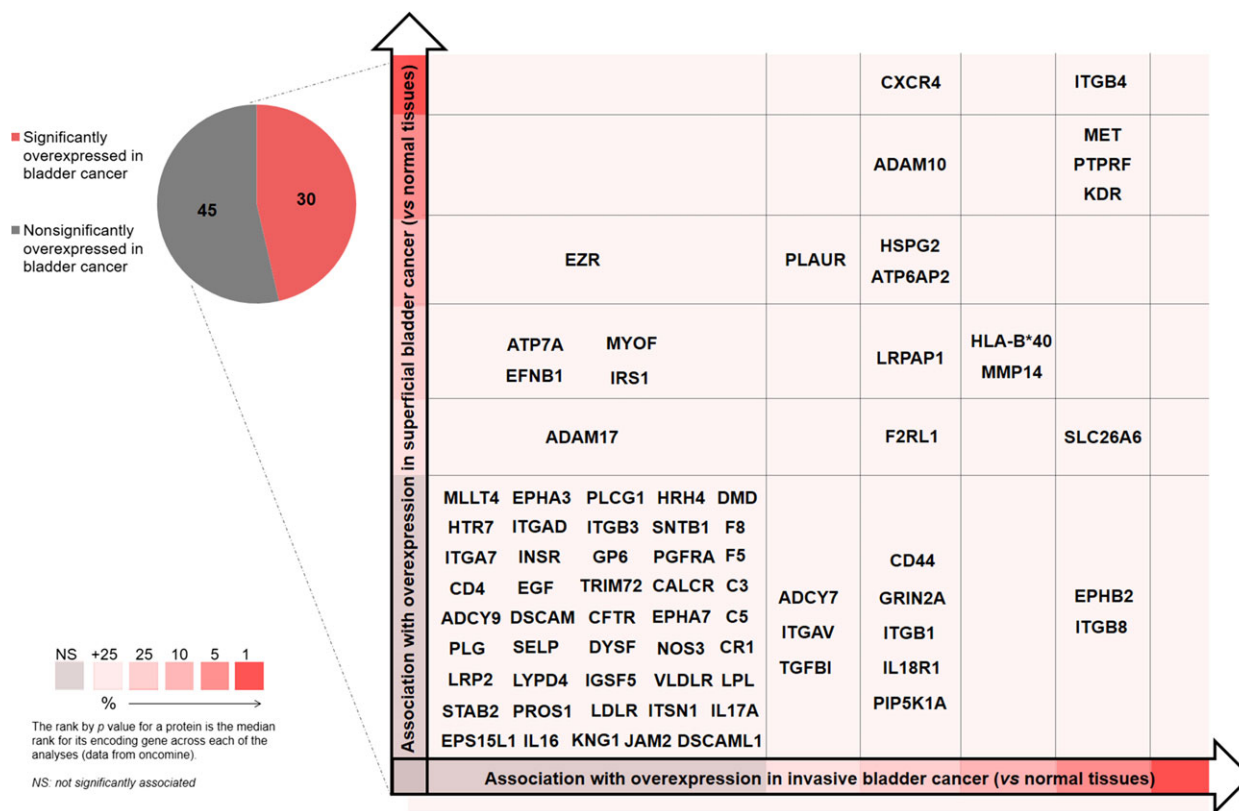 Significantly
overexpressed in
bladder cancer
Nonsignificantly
overexpressed in
bladder cancer
45
30
Association with overexpression in superficial bladder cancer (vs normal tissues)
CXCR4 ITGB4
ADAM10
MET
PTPRF
KDR
EZR PLAUR
HSPG2
ATP6AP2
ATP7A MYOF
EFNB1 IRS1
LRPAP1
HLA-B*40
MMP14
ADAM17 F2RL1 SLC26A6
MLLT4 EPHA3 PLCG1 HRH4 DMD
HTR7 ITGAD ITGB3 SNTB1 F8
ITGA7 INSR GP6 PGFRA F5
CD4 EGF TRIM72 CALCR C3
ADCY9 DSCAM CFTR EPHA7 C5
PLG SELP DYSF NOS3 CR1
LRP2 LYPD4 IGSF5 VLDLR LPL
STAB2 PROS1 LDLR ITSN1 IL17A
EPS15L1 IL16 KNG1 JAM2 DSCAML1
ADCY7
ITGAV
TGFBI
CD44
GRIN2A
ITGB1
IL18R1
PIP5K1A
EPHB2
ITGB8
Association with overexpression in invasive bladder cancer (vs normal tissues)
NS +25 25 10 5 1
%
The rank by p value for a protein is the median
rank for its encoding gene across each of the
analyses (data from oncomine).
NS: not significantly associated